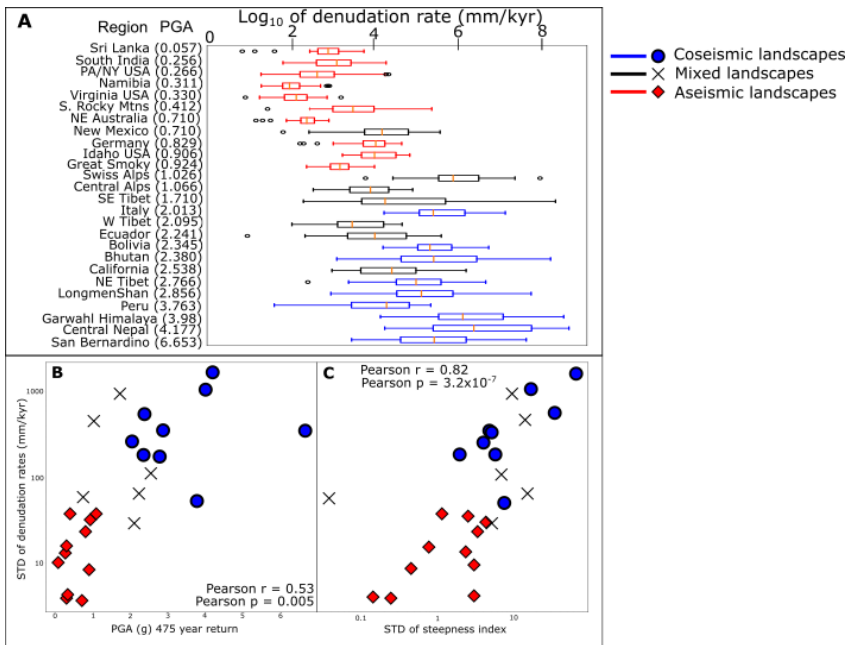 A
Region PGA
Log10 of denudation rate (mm/kyr)
2 4 6 8
Sri Lanka (0.057)
South India (0.256)
PA/NY USA (0.266)
Namibia (0.311)
Virginia USA (0.330)
S. Rocky Mtns (0.412)
NE Australia (0.710)
New Mexico (0.710)
Germany (0.829)
Idaho USA (0.906)
Great Smoky (0.924)
Swiss Alps (1.026)
Central Alps (1.066)
SE Tibet (1.710)
Italy (2.013)
W Tibet (2.095)
Ecuador (2.241)
Bolivia (2.345)
Bhutan (2.380)
California (2.538)
NE Tibet (2.766)
LongmenShan (2.856)
Peru (3.763)
Garwahl Himalaya (3.98)
Central Nepal (4.177)
San Bernardino (6.653)
Coseismic landscapes
Mixed landscapes
Aseismic landscapes
B
STD of denudation rates (mm/kyr)
1000
100
10
Pearson r = 0.53
Pearson p = 0.005
0 1 2 3 4 5 6
PGA (g) 475 year return
C
Pearson r = 0.82
Pearson p = 3.2x10⁻⁷
0.1 1 10
STD of steepness index